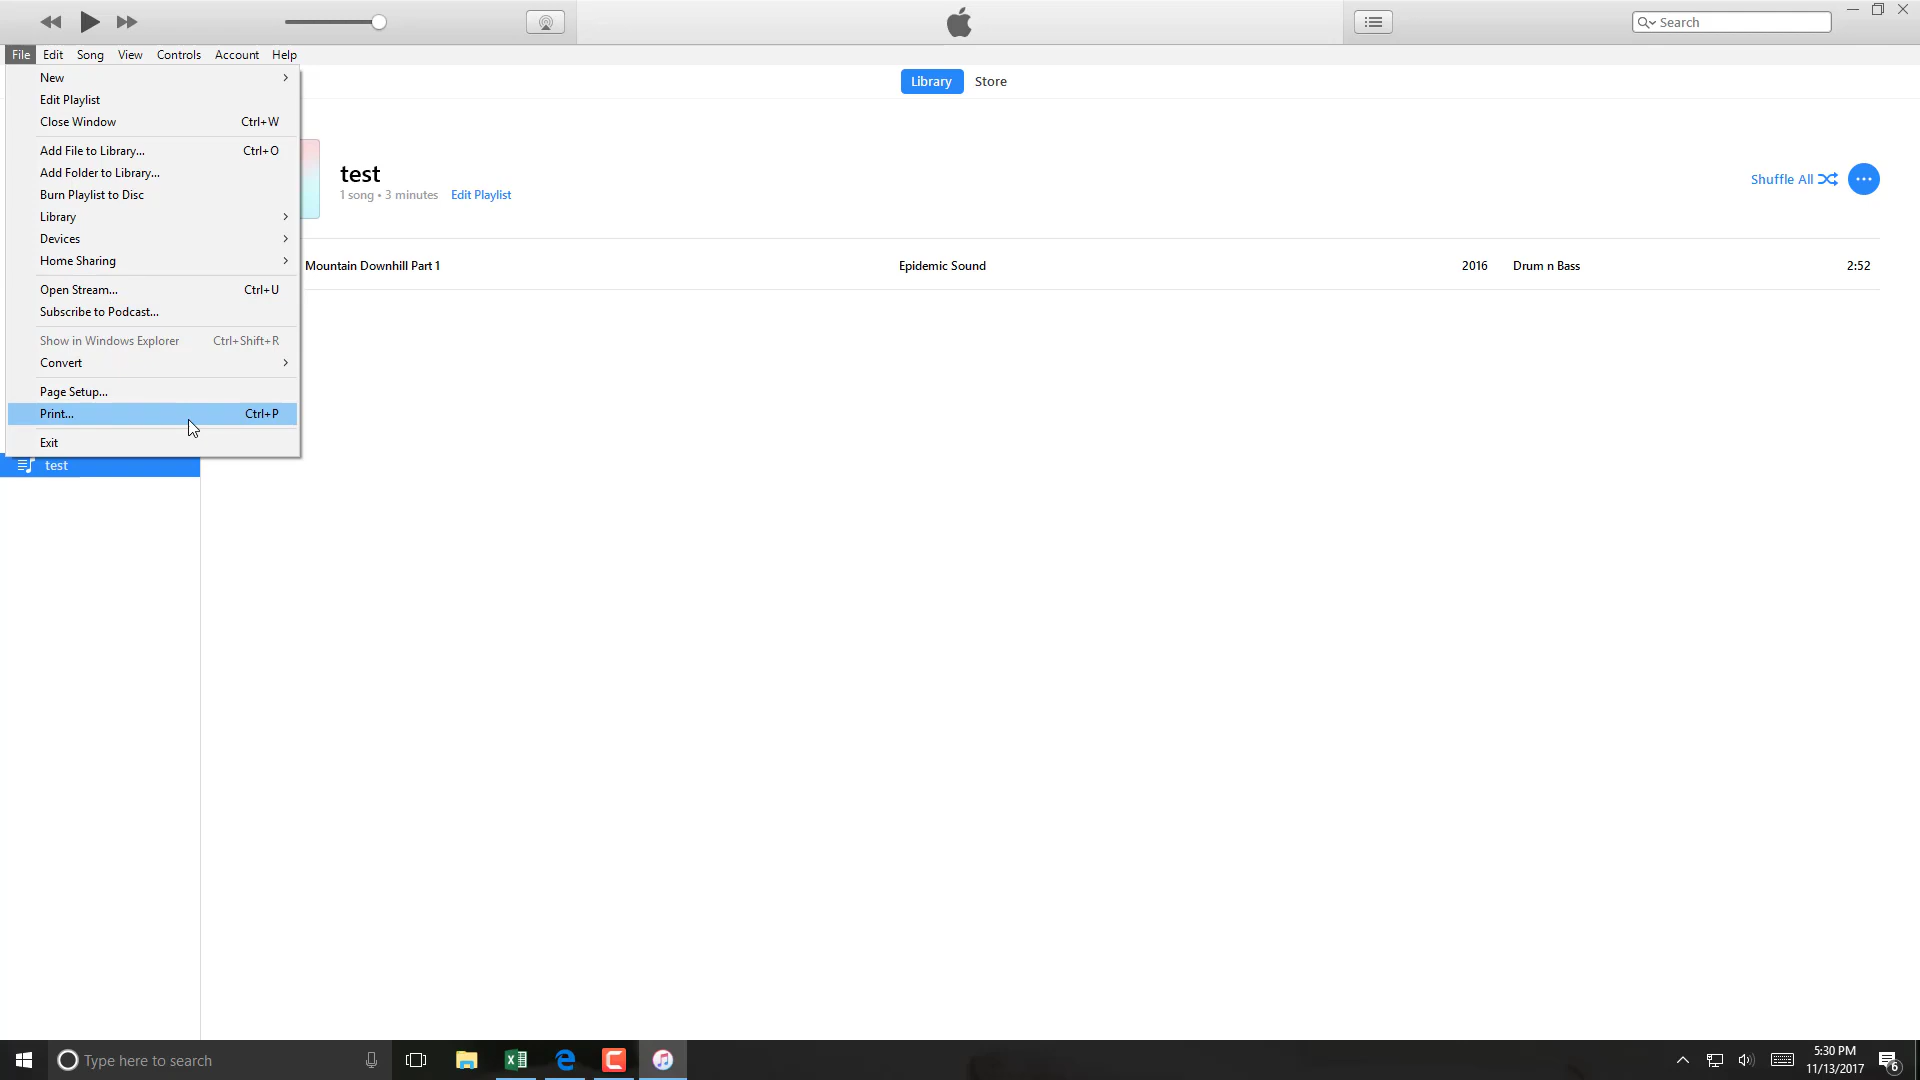 Search
File Edit Song View Controls Account Help
Library Store
New
Edit Playlist
Close Window Ctrl+W
Add File to Library... Ctrl+O
Add Folder to Library...
Burn Playlist to Disc
Library
Devices
Home Sharing
Open Stream... Ctrl+U
Subscribe to Podcast...
Show in Windows Explorer Ctrl+Shift+R
Convert
Page Setup...
Print... Ctrl+P
Exit
test
test
1 song • 3 minutes Edit Playlist
Shuffle All
Mountain Downhill Part 1 Epidemic Sound 2016 Drum n Bass 2:52
Type here to search
5:30 PM
11/13/2017
6